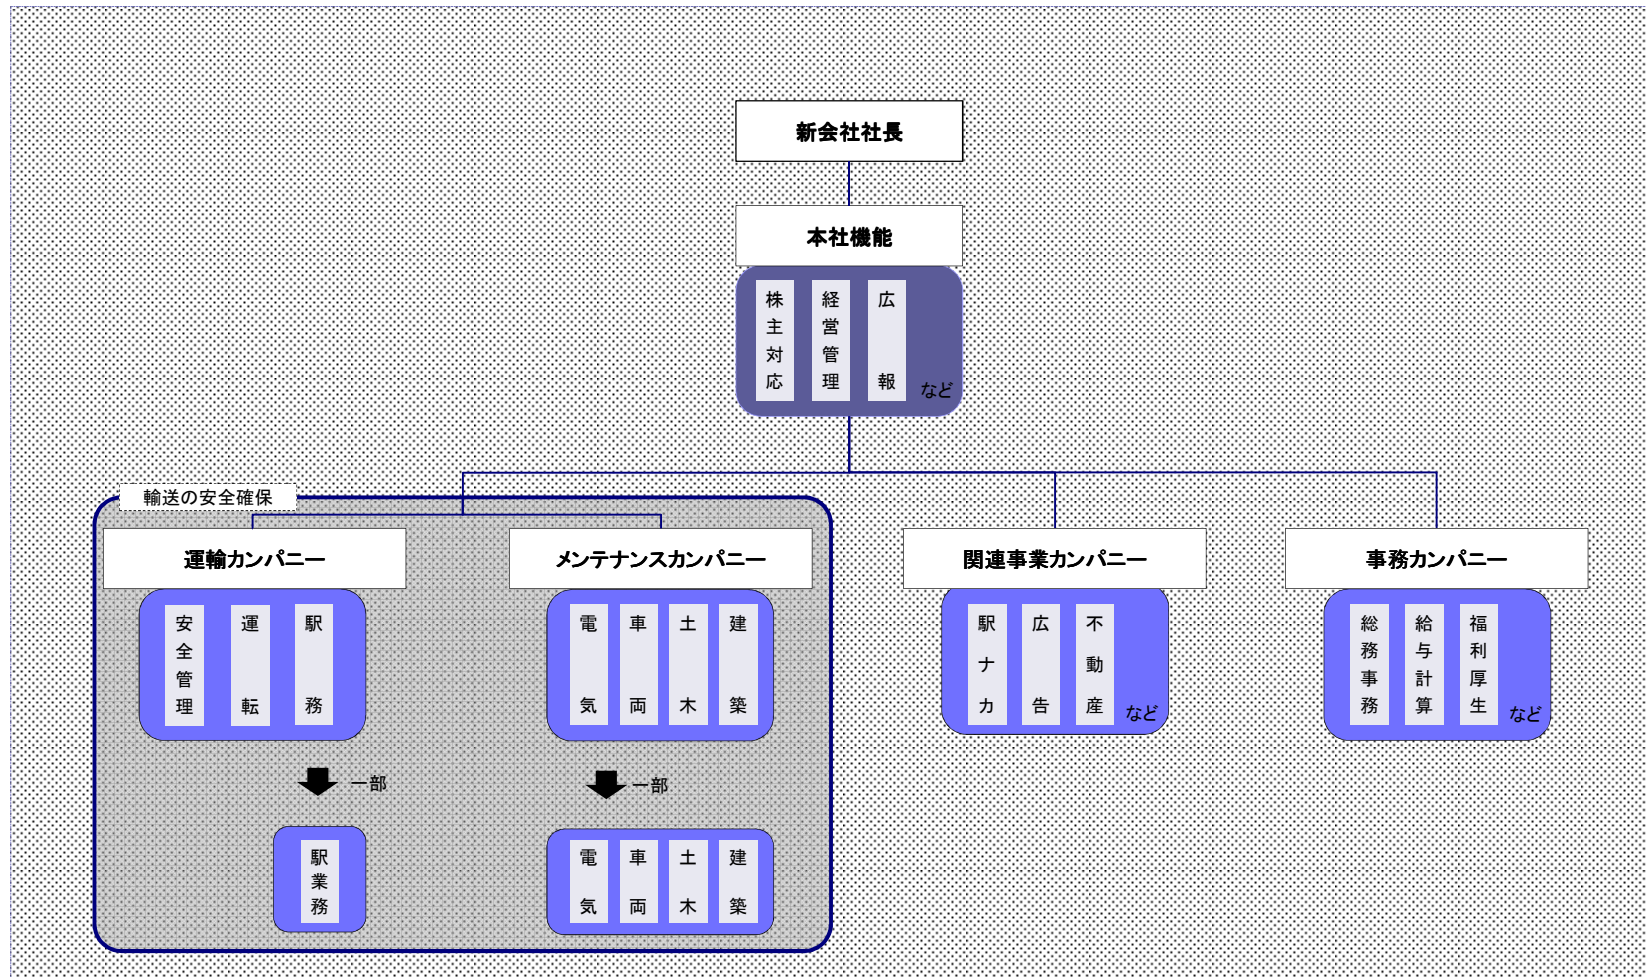 新会社社長
本社機能
株主対応
経営管理
広報
など
輸送の安全確保
運輸カンパニー
メンテナンスカンパニー
関連事業カンパニー
事務カンパニー
安全管理
運転
駅務
電気
車両
土木
建築
駅ナカ
広告
不動産
など
総務事務
給与計算
福利厚生
など
一部
一部
駅業務
電気
車両
土木
建築